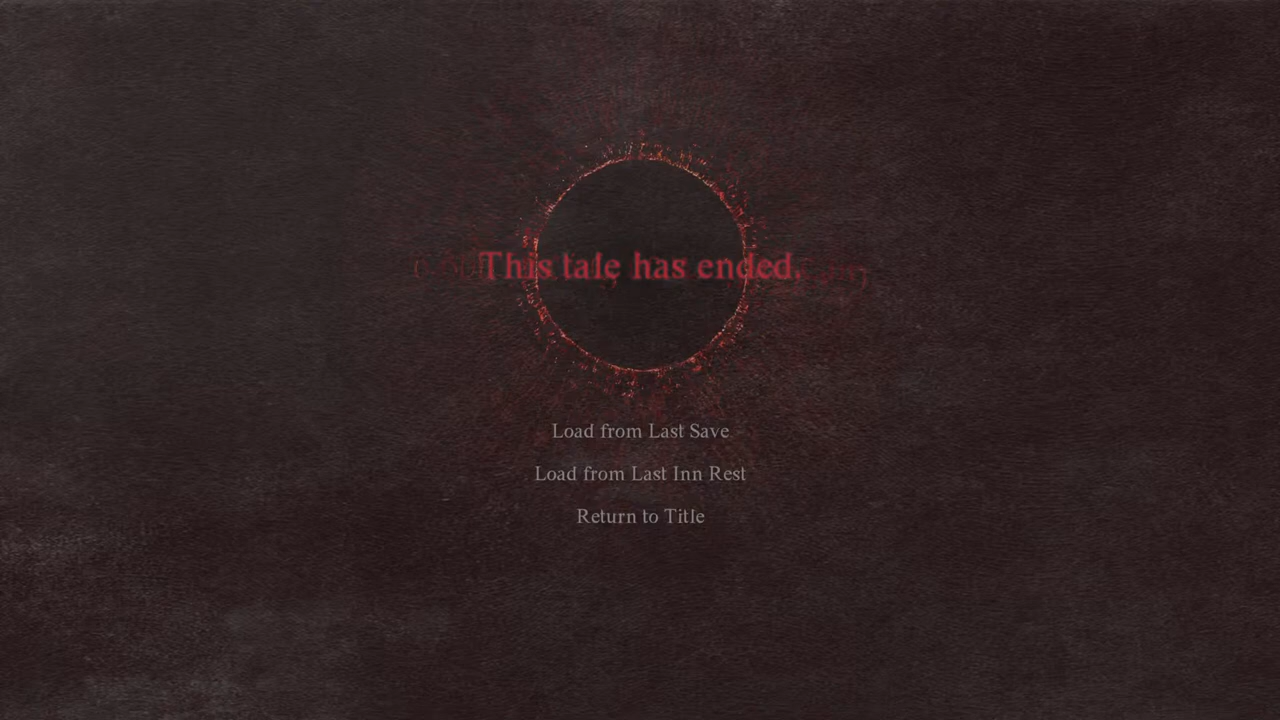 This tale has ended.
Load from Last Save
Load from Last Inn Rest
Return to Title